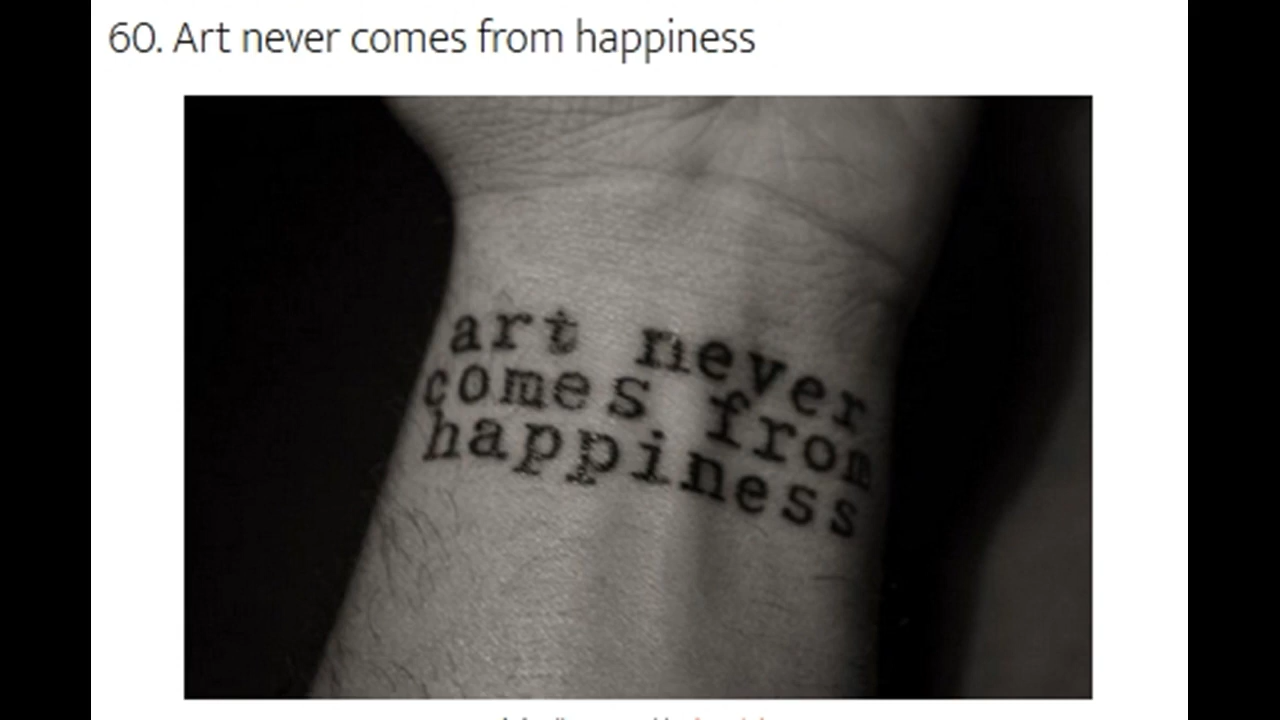 60. Art never comes from happiness
art never
comes from
happiness